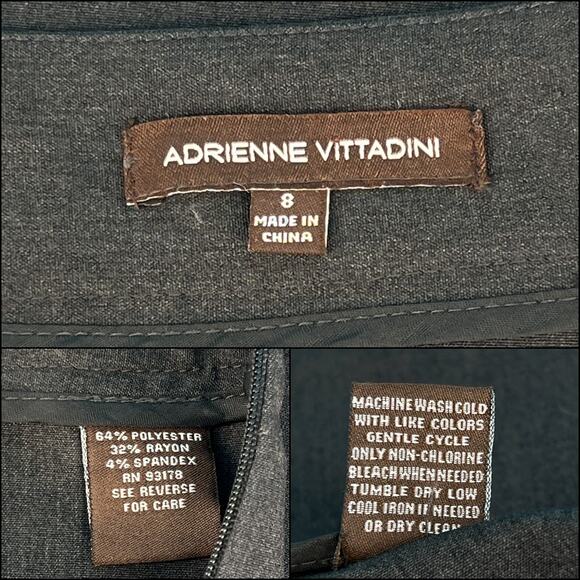 ADRIENNE VITTADINI
8
MADE IN
CHINA
64% POLYESTER
32% RAYON
4% SPANDEX
RN 93178
SEE REVERSE
FOR CARE
MACHINE WASH COLD
WITH LIKE COLORS
GENTLE CYCLE
ONLY NON-CHLORINE
BLEACH WHEN NEEDED
TUMBLE DRY LOW
COOL IRON IF NEEDED
OR DRY CLEAN